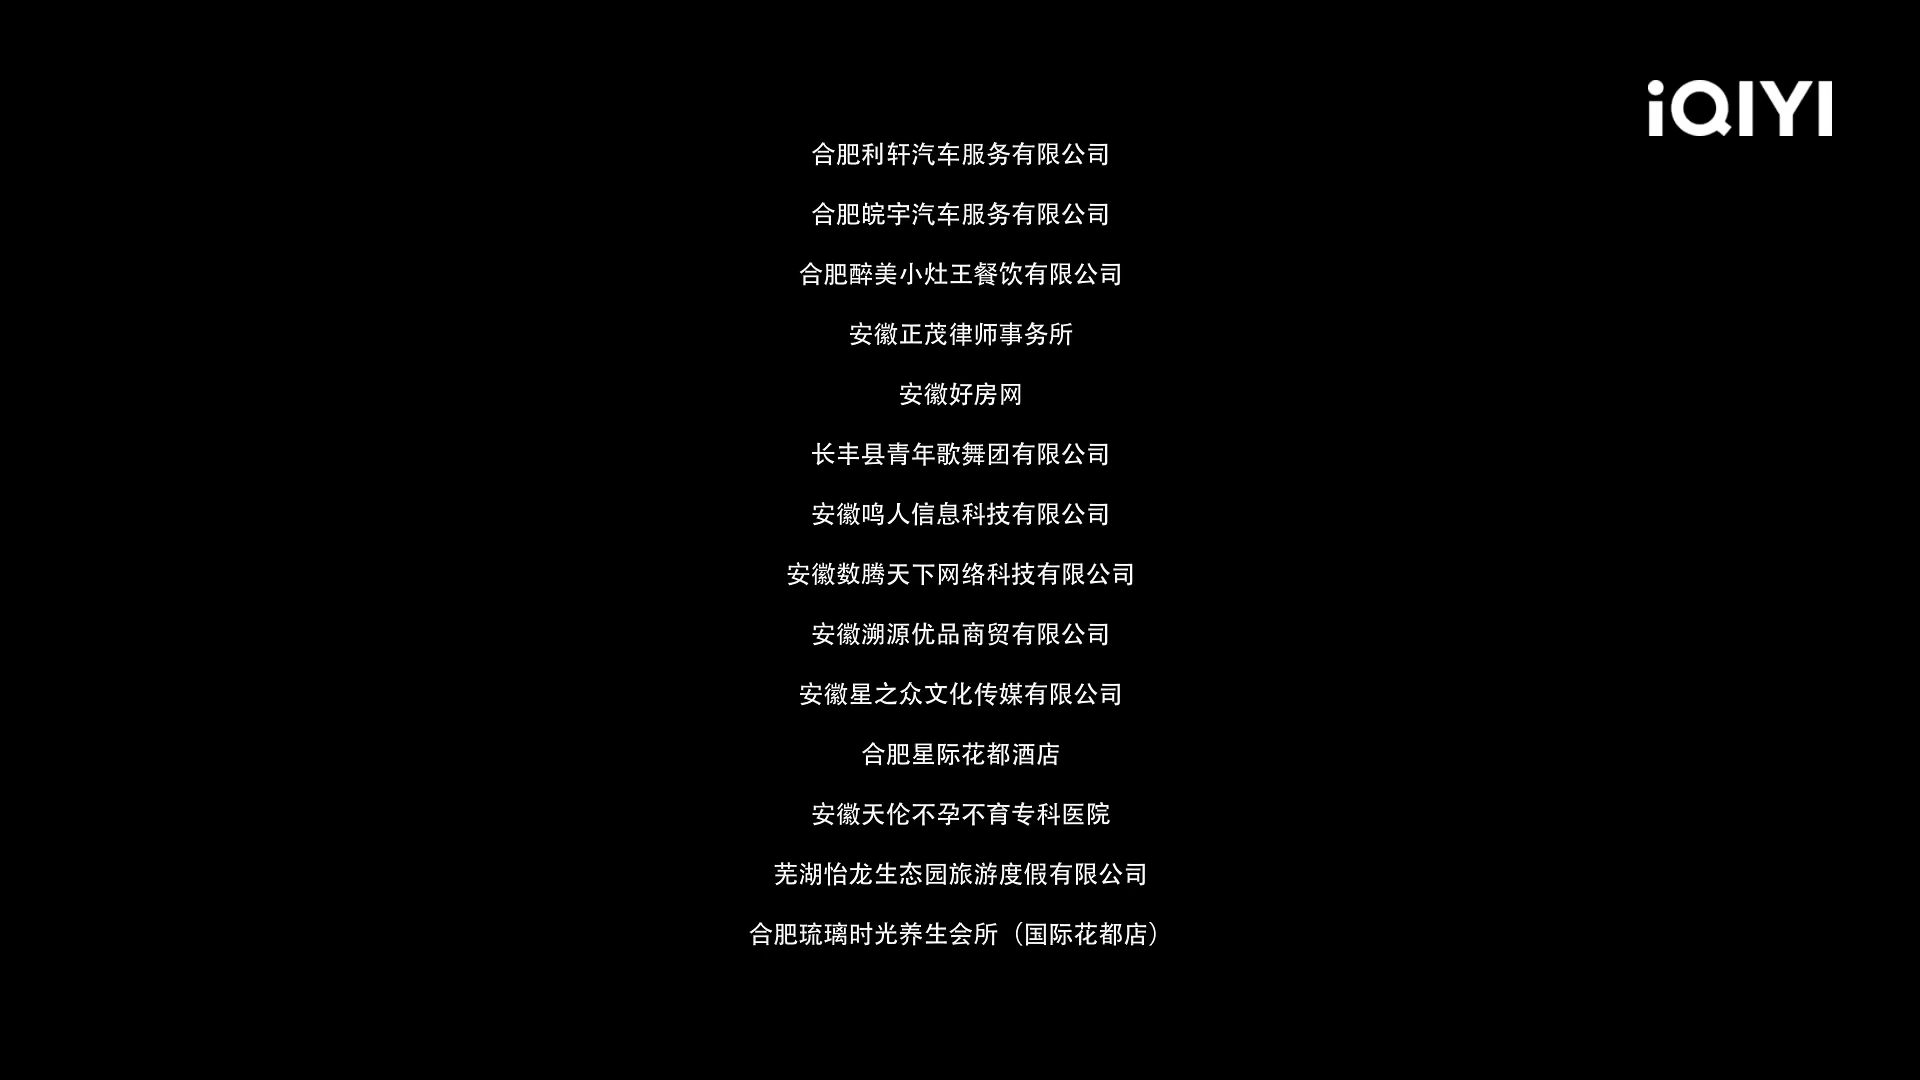 iQIYI
合肥利轩汽车服务有限公司
合肥皖宇汽车服务有限公司
合肥醉美小灶王餐饮有限公司
安徽正茂律师事务所
安徽好房网
长丰县青年歌舞团有限公司
安徽鸣人信息科技有限公司
安徽数腾天下网络科技有限公司
安徽溯源优品商贸有限公司
安徽星之众文化传媒有限公司
合肥星际花都酒店
安徽天伦不孕不育专科医院
芜湖怡龙生态园旅游度假有限公司
合肥琉璃时光养生会所（国际花都店）